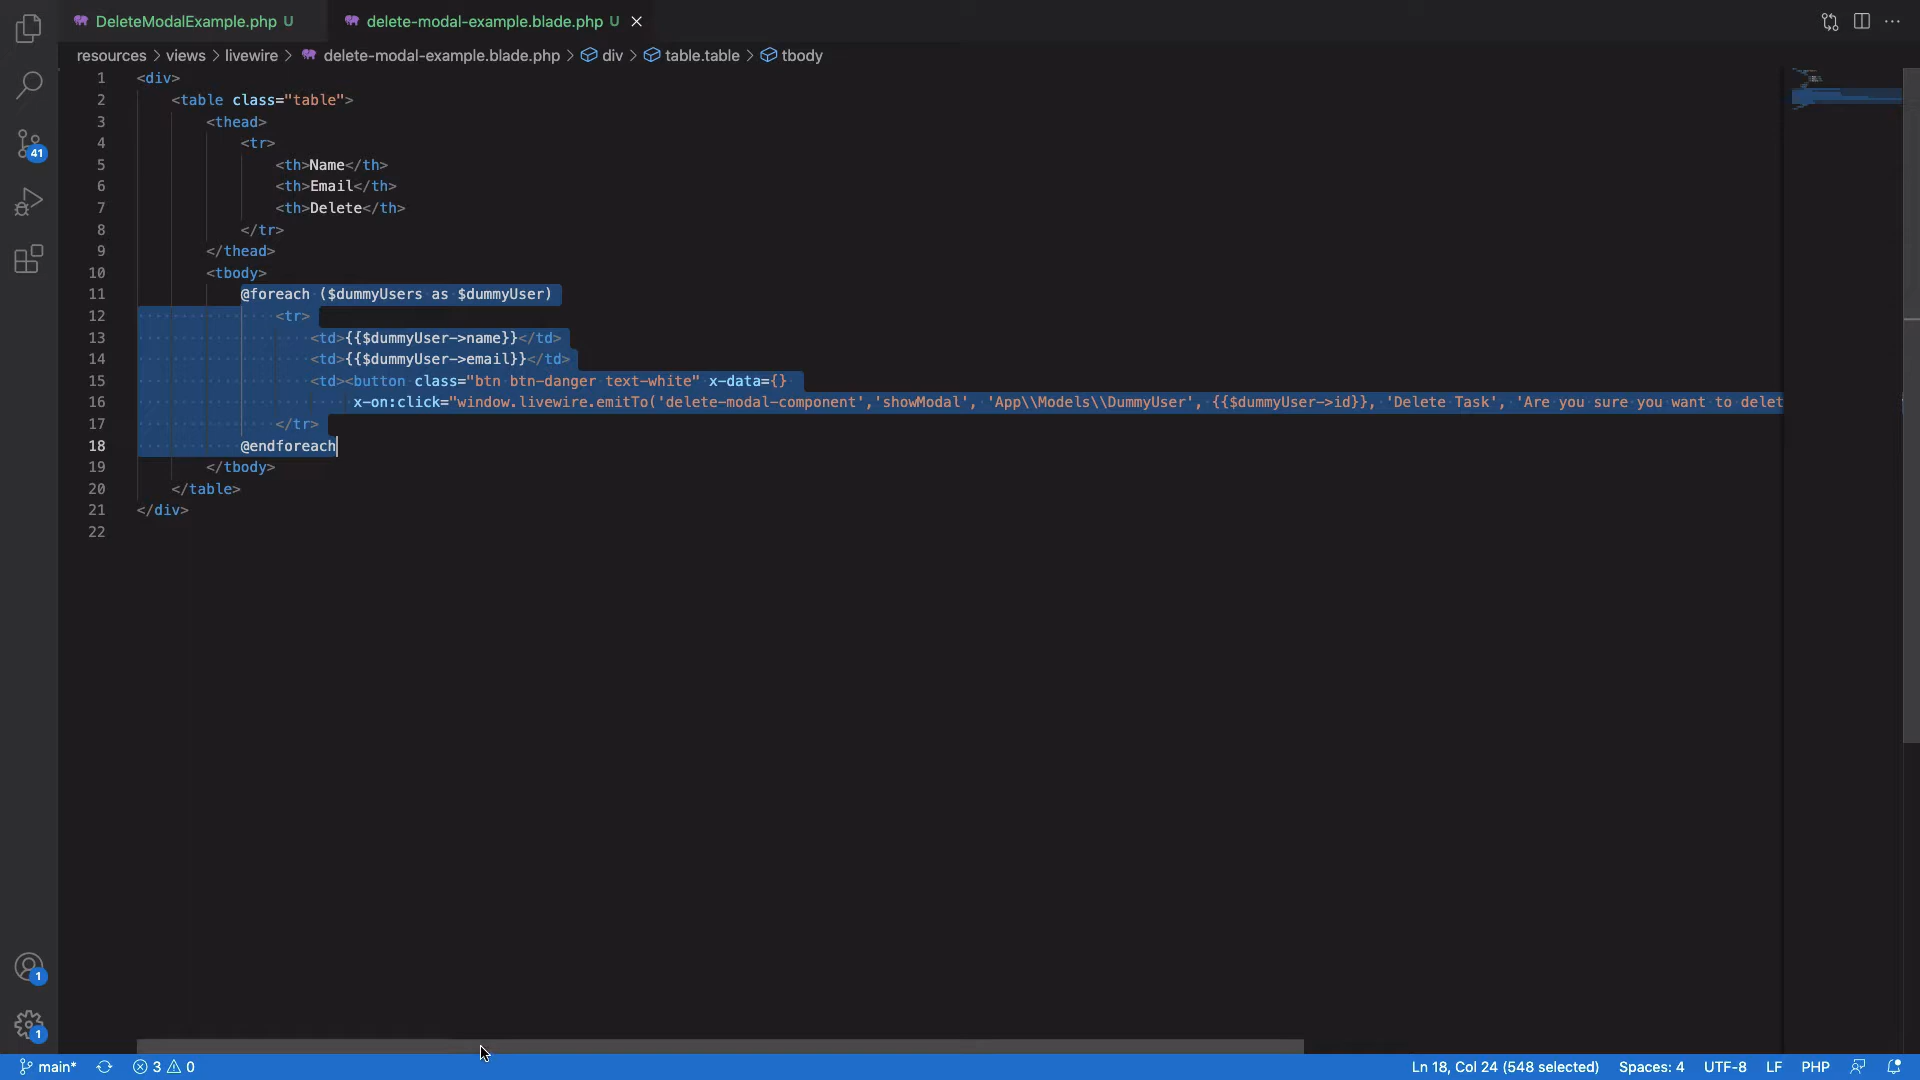 DeleteModalExample.php U delete-modal-example.blade.php U
resources > views > livewire > delete-modal-example.blade.php > div > table.table > tbody
1 <div>
2 <table class="table">
3 <thead>
4 <tr>
5 <th>Name</th>
6 <th>Email</th>
7 <th>Delete</th>
8 </tr>
9 </thead>
10 <tbody>
11 @foreach ($dummyUsers as $dummyUser)
12 <tr>
13 <td>{{$dummyUser->name}}</td>
14 <td>{{$dummyUser->email}}</td>
15 <td><button class="btn btn-danger text-white" x-data={}
16 x-on:click="window.livewire.emitTo('delete-modal-component','showModal', 'App\\Models\\DummyUser', {{$dummyUser->id}}, 'Delete Task', 'Are you sure you want to delet
17 </tr>
18 @endforeach
19 </tbody>
20 </table>
21 </div>
22
41
1
1
main* 3 0 Ln 18, Col 24 (548 selected) Spaces: 4 UTF-8 LF PHP